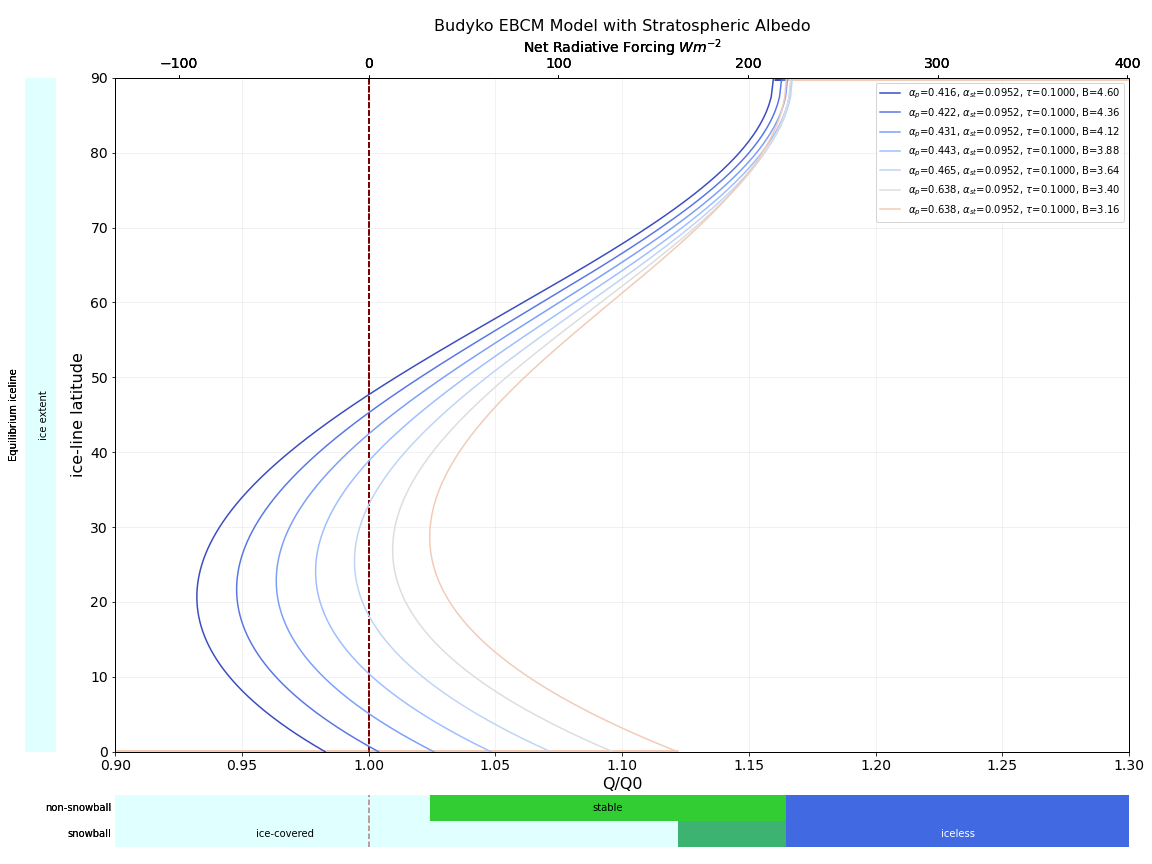 Budyko EBCM Model with Stratospheric Albedo
Net Radiative Forcing Wm⁻²
−100 0 100 200 300 400
αₚ=0.416, αₛₜ=0.0952, τ=0.1000, B=4.60
αₚ=0.422, αₛₜ=0.0952, τ=0.1000, B=4.36
αₚ=0.431, αₛₜ=0.0952, τ=0.1000, B=4.12
αₚ=0.443, αₛₜ=0.0952, τ=0.1000, B=3.88
αₚ=0.465, αₛₜ=0.0952, τ=0.1000, B=3.64
αₚ=0.638, αₛₜ=0.0952, τ=0.1000, B=3.40
αₚ=0.638, αₛₜ=0.0952, τ=0.1000, B=3.16
Equilibrium iceline
ice extent
ice-line latitude
90
80
70
60
50
40
30
20
10
0
0.90 0.95 1.00 1.05 1.10 1.15 1.20 1.25 1.30
Q/Q0
non-snowball stable
snowball ice-covered iceless